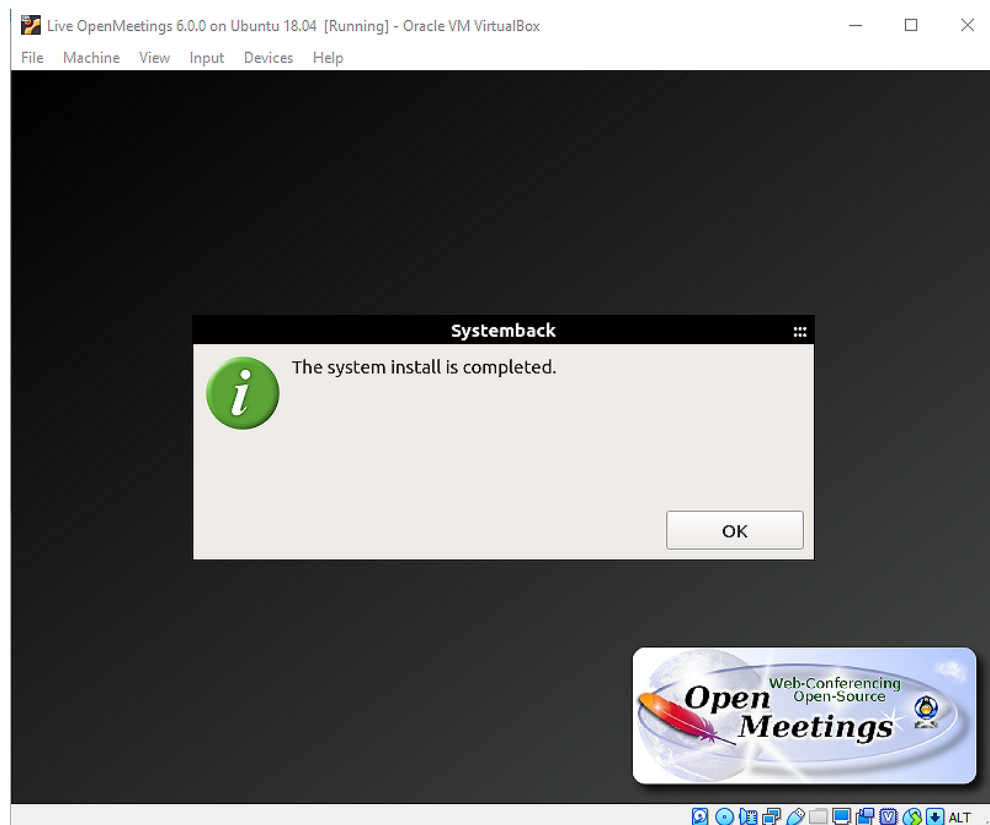 Live OpenMeetings 6.0.0 on Ubuntu 18.04 [Running] - Oracle VM VirtualBox
File Machine View Input Devices Help
Systemback
The system install is completed.
OK
Web-Conferencing
Open-Source
Open
Meetings
ALT